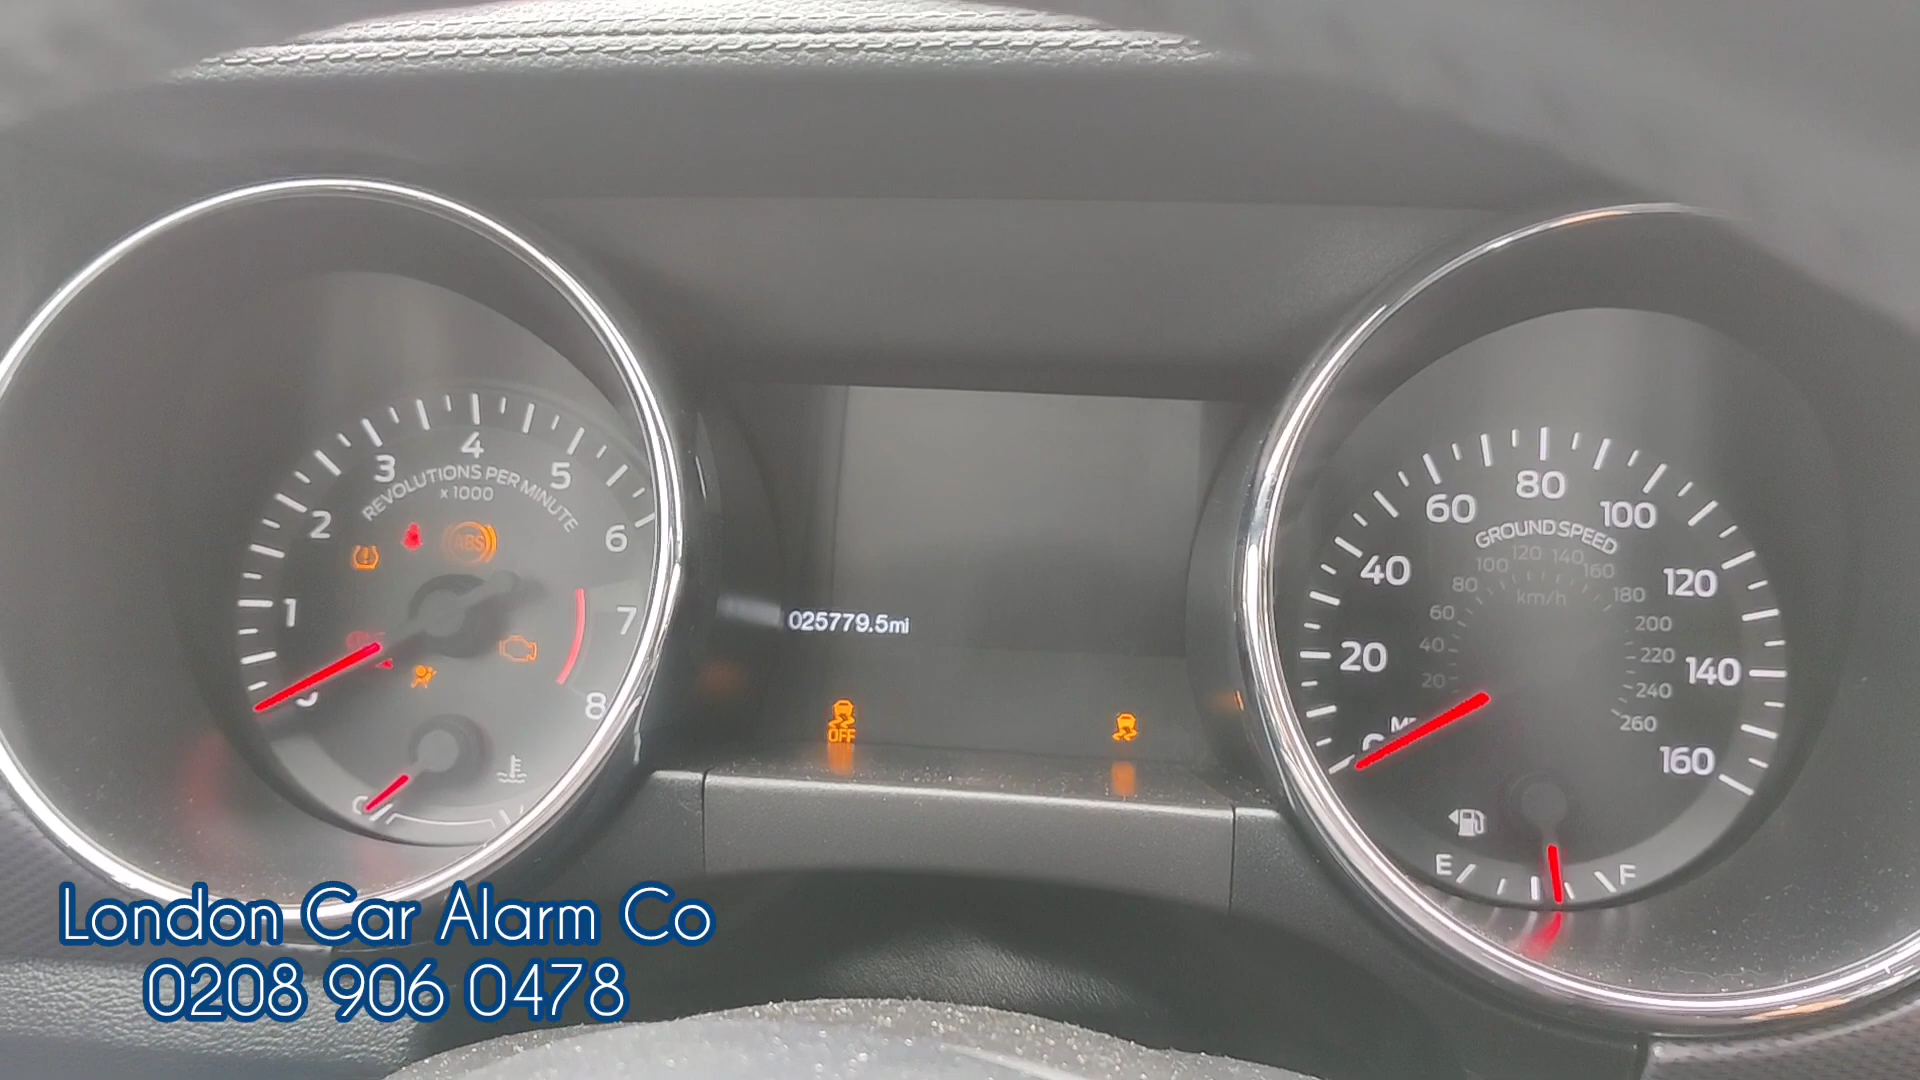 1
2
3
4
5
6
7
8
REVOLUTIONS PER MINUTE
x 1000
ABS
025779.5mi
OFF
20
40
60
80
100
120
140
160
GROUND SPEED
20
40
60
80
100
120
140
160
180
200
220
240
260
km/h
E
F
London Car Alarm Co
0208 906 0478